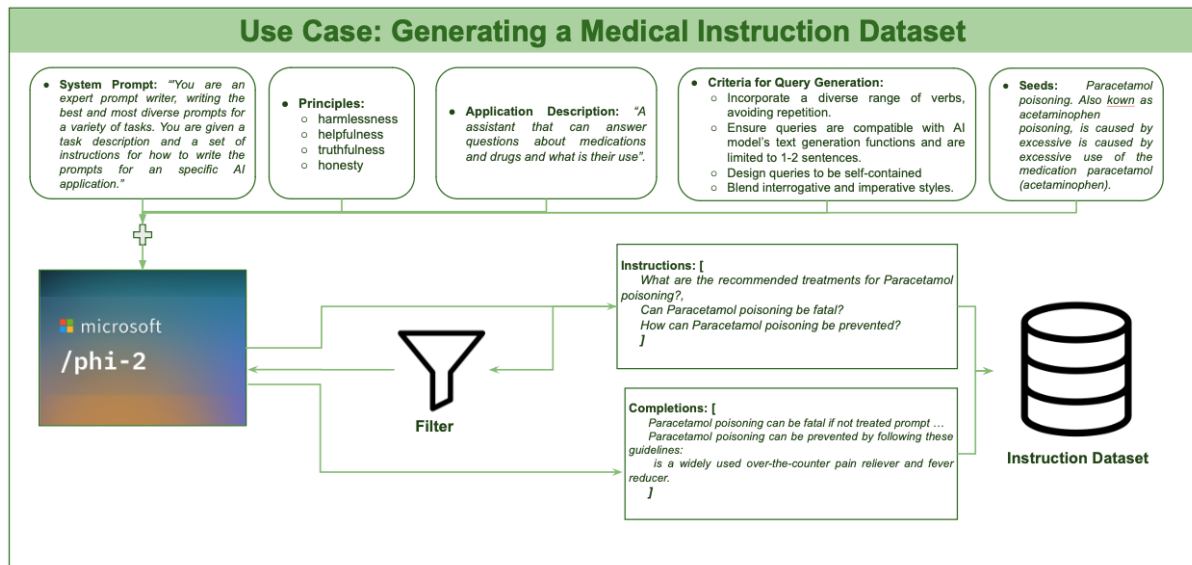 Use Case: Generating a Medical Instruction Dataset
● System Prompt: "“You are an
expert prompt writer, writing the
best and most diverse prompts for
a variety of tasks. You are given a
task description and a set of
instructions for how to write the
prompts for an specific AI
application.”
● Principles:
○ harmlessness
○ helpfulness
○ truthfulness
○ honesty
● Application Description: “A
assistant that can answer
questions about medications
and drugs and what is their use”.
● Criteria for Query Generation:
○ Incorporate a diverse range of verbs,
avoiding repetition.
○ Ensure queries are compatible with AI
model’s text generation functions and are
limited to 1-2 sentences.
○ Design queries to be self-contained
○ Blend interrogative and imperative styles.
● Seeds: Paracetamol
poisoning. Also kown as
acetaminophen
poisoning, is caused by
excessive is caused by
excessive use of the
medication paracetamol
(acetaminophen).
microsoft
/phi-2
Filter
Instructions: [
What are the recommended treatments for Paracetamol
poisoning?,
Can Paracetamol poisoning be fatal?
How can Paracetamol poisoning be prevented?
]
Completions: [
Paracetamol poisoning can be fatal if not treated prompt …
Paracetamol poisoning can be prevented by following these
guidelines:
is a widely used over-the-counter pain reliever and fever
reducer.
]
Instruction Dataset